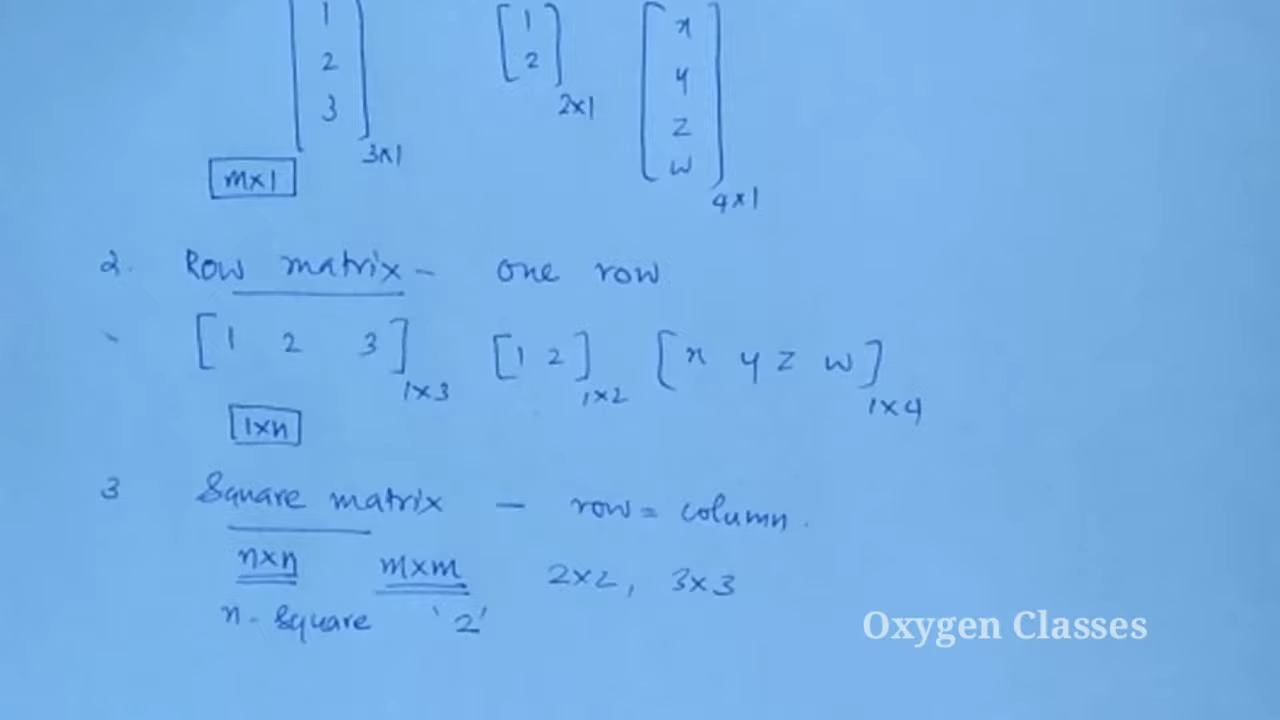 1 1 x
2 2 y
3 2x1 z
3x1 w
mx1 4x1
2. Row matrix - one row
[1 2 3] 1x3 [1 2] 1x2 [x y z w] 1x4
1xn
3 Square matrix - row = column.
nxn mxm 2x2, 3x3
n-square '2'
Oxygen Classes